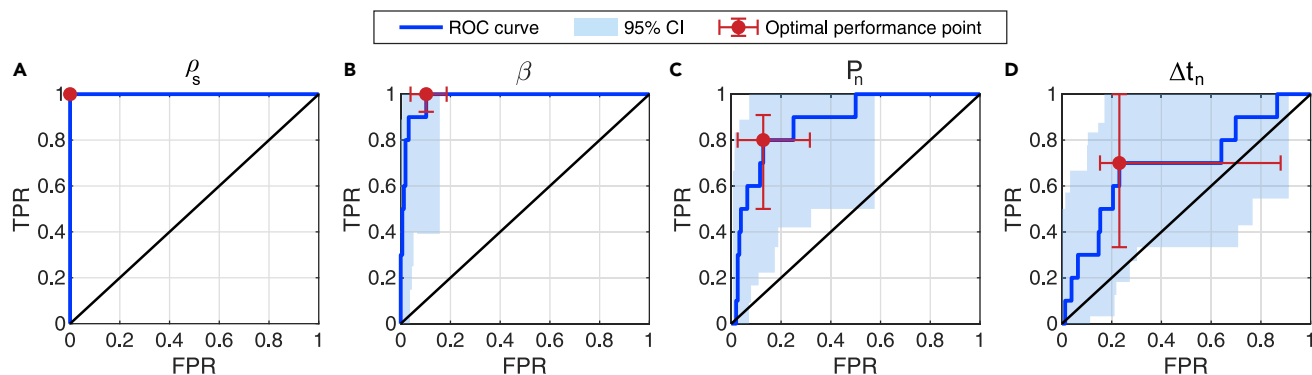 ROC curve 95% CI Optimal performance point
A ρs B β C Pn D Δtn
1 1 1 1
0.8 0.8 0.8 0.8
0.6 0.6 0.6 0.6
TPR TPR TPR TPR
0.4 0.4 0.4 0.4
0.2 0.2 0.2 0.2
0 0 0 0
0 0.2 0.4 0.6 0.8 1 0 0.2 0.4 0.6 0.8 1 0 0.2 0.4 0.6 0.8 1 0 0.2 0.4 0.6 0.8 1
FPR FPR FPR FPR